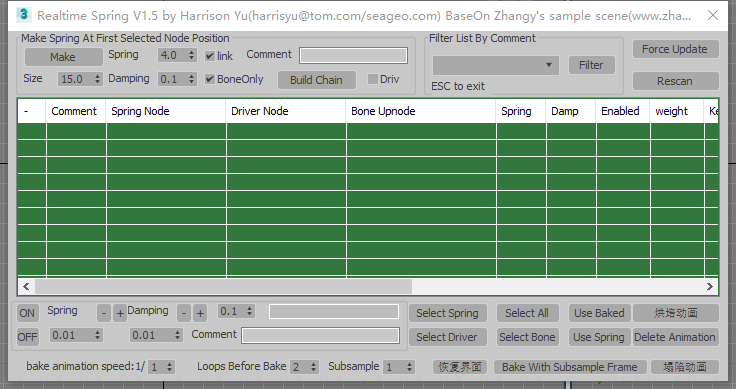 Realtime Spring V1.5 by Harrison Yu(harrisyu@tom.com/seageo.com) BaseOn Zhangy's sample scene(www.zha...
Make Spring At First Selected Node Position
Make Spring 4.0 link Comment
Size 15.0 Damping 0.1 BoneOnly Build Chain Driv
Filter List By Comment
Filter
ESC to exit
Force Update
Rescan
- Comment Spring Node Driver Node Bone Upnode Spring Damp Enabled weight Ke
ON Spring - + Damping - + 0.1
OFF 0.01 0.01 Comment
Select Spring Select All Use Baked 烘培动画
Select Driver Select Bone Use Spring Delete Animation
bake animation speed:1/ 1 Loops Before Bake 2 Subsample 1 恢复界面 Bake With Subsample Frame 塌陷动画